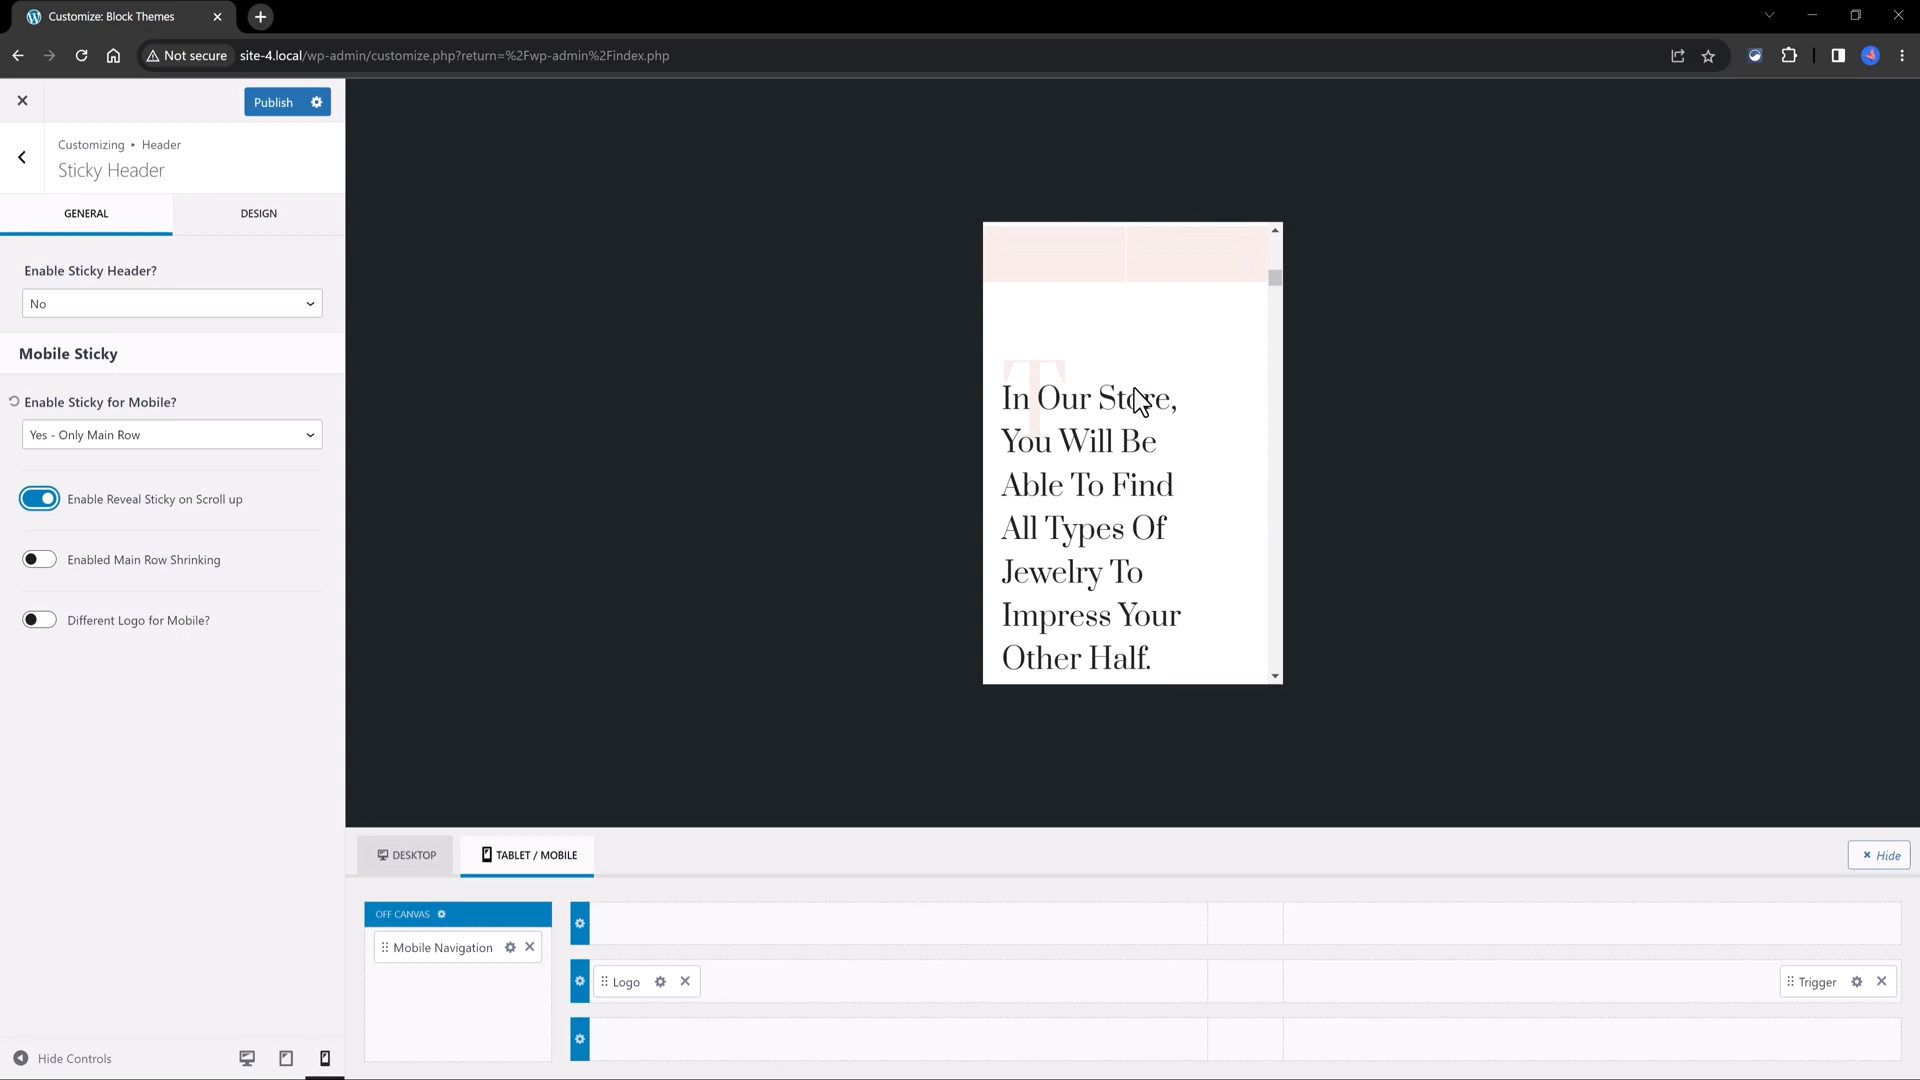 Customize: Block Themes
Not secure
site-4.local/wp-admin/customize.php?return=%2Fwp-admin%2Findex.php
Publish
Customizing ▸ Header
Sticky Header
GENERAL
DESIGN
Enable Sticky Header?
No
Mobile Sticky
Enable Sticky for Mobile?
Yes - Only Main Row
Enable Reveal Sticky on Scroll up
Enabled Main Row Shrinking
Different Logo for Mobile?
Hide Controls
T
In Our Store,
You Will Be
Able To Find
All Types Of
Jewelry To
Impress Your
Other Half.
DESKTOP
TABLET / MOBILE
Hide
OFF CANVAS
Mobile Navigation
Logo
Trigger